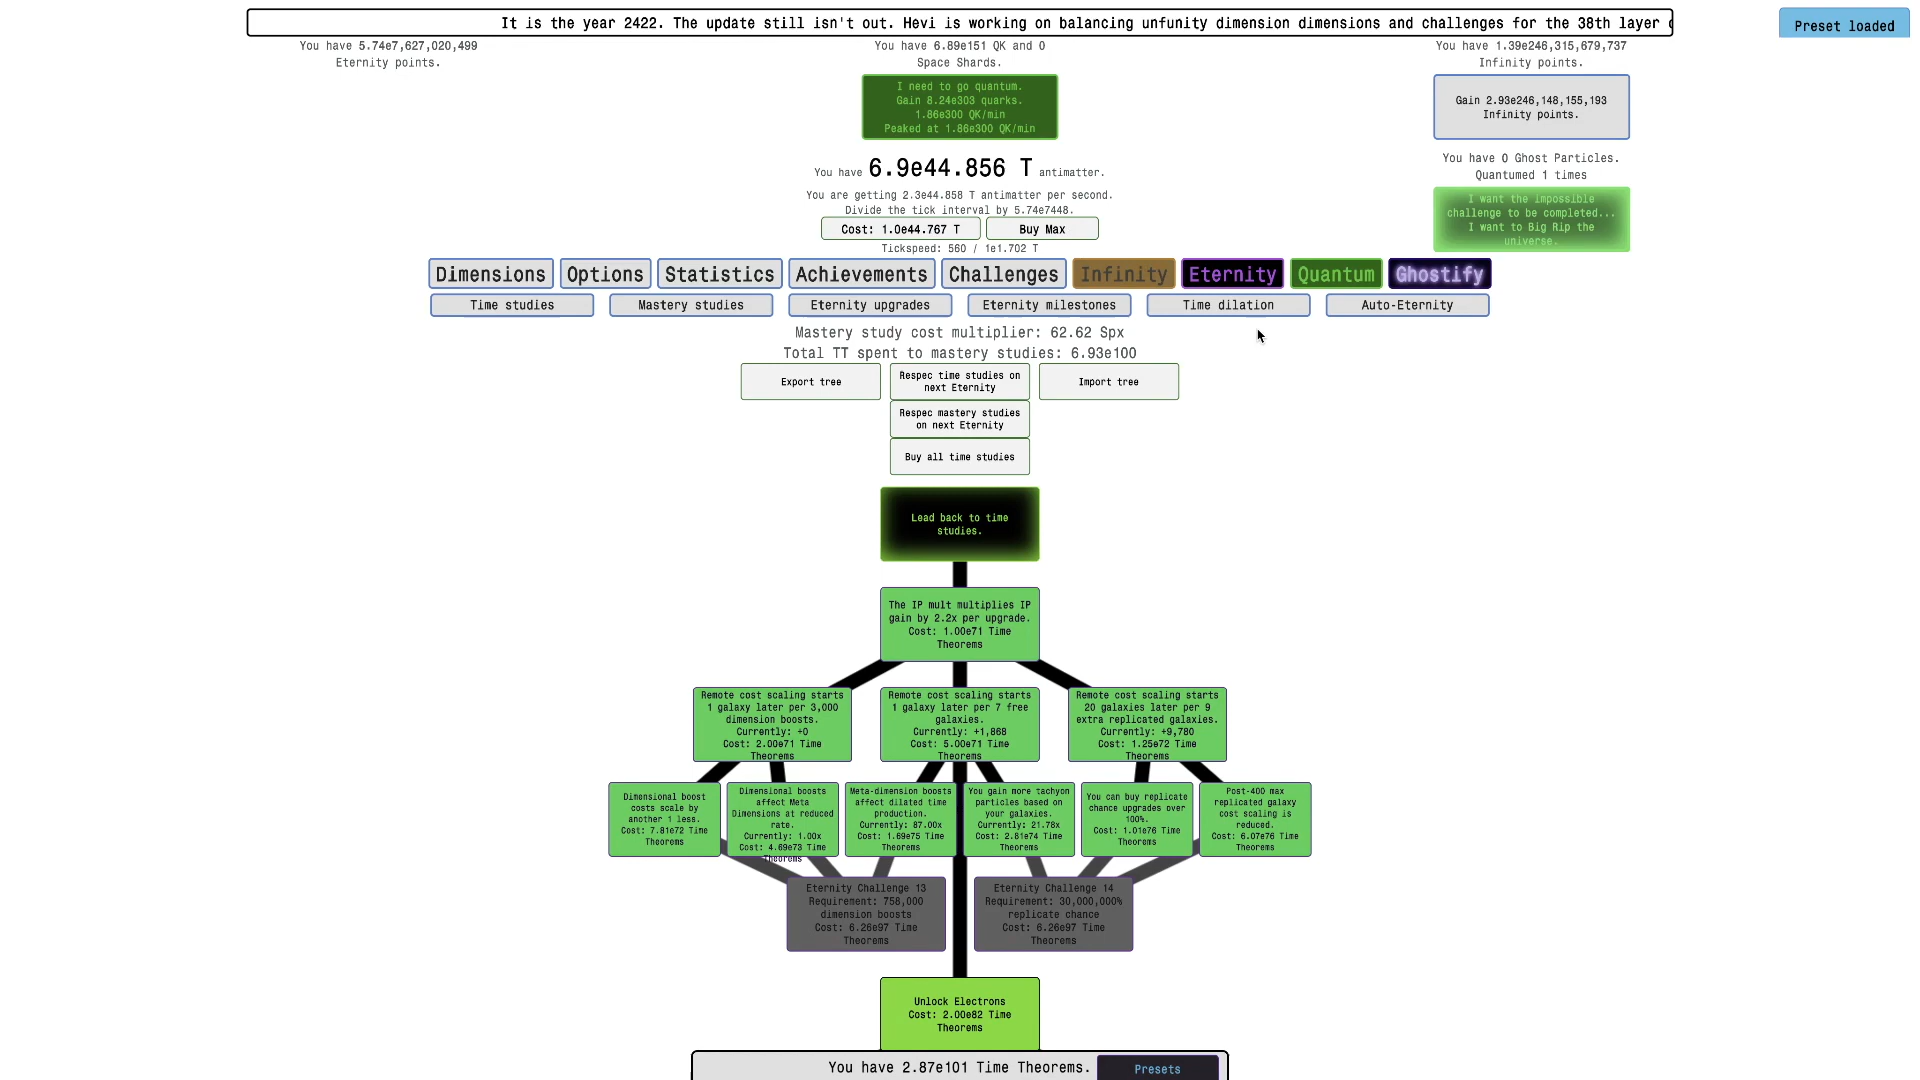 It is the year 2422. The update still isn't out. Hevi is working on balancing unfunity dimension dimensions and challenges for the 38th layer
Preset loaded
You have 5.74e7,627,020,499
Eternity points.
You have 6.89e151 QK and 0
Space Shards.
You have 1.39e246,315,679,737
Infinity points.
I need to go quantum.
Gain 8.24e303 quarks.
1.86e300 QK/min
Peaked at 1.86e300 QK/min
Gain 2.93e246,148,155,193
Infinity points.
You have 6.9e44.856 T antimatter.
You are getting 2.3e44.858 T antimatter per second.
Divide the tick interval by 5.74e7448.
Cost: 1.0e44.767 T
Buy Max
Tickspeed: 560 / 1e1.702 T
You have 0 Ghost Particles.
Quantumed 1 times
I want the impossible
challenge to be completed...
I want to Big Rip the
universe.
Dimensions
Options
Statistics
Achievements
Challenges
Infinity
Eternity
Quantum
Ghostify
Time studies
Mastery studies
Eternity upgrades
Eternity milestones
Time dilation
Auto-Eternity
Mastery study cost multiplier: 62.62 Spx
Total TT spent to mastery studies: 6.93e100
Export tree
Respec time studies on
next Eternity
Import tree
Respec mastery studies
on next Eternity
Buy all time studies
Lead back to time
studies.
The IP mult multiplies IP
gain by 2.2x per upgrade.
Cost: 1.00e71 Time
Theorems
Remote cost scaling starts
1 galaxy later per 3,000
dimension boosts.
Currently: +0
Cost: 2.00e71 Time
Theorems
Remote cost scaling starts
1 galaxy later per 7 free
galaxies.
Currently: +1,868
Cost: 5.00e71 Time
Theorems
Remote cost scaling starts
20 galaxies later per 9
extra replicated galaxies.
Currently: +9,780
Cost: 1.25e72 Time
Theorems
Dimensional boost
costs scale by
another 1 less.
Cost: 7.81e72 Time
Theorems
Dimensional boosts
affect Meta
Dimensions at reduced
rate.
Currently: 1.00x
Cost: 4.69e73 Time
Theorems
Meta-dimension boosts
affect dilated time
production.
Currently: 87.00x
Cost: 1.69e75 Time
Theorems
You gain more tachyon
particles based on
your galaxies.
Currently: 21.78x
Cost: 2.81e74 Time
Theorems
You can buy replicate
chance upgrades over
100%.
Cost: 1.01e76 Time
Theorems
Post-400 max
replicated galaxy
cost scaling is
reduced.
Cost: 6.07e76 Time
Theorems
Eternity Challenge 13
Requirement: 758,000
dimension boosts
Cost: 6.26e97 Time
Theorems
Eternity Challenge 14
Requirement: 30,000,000%
replicate chance
Cost: 6.26e97 Time
Theorems
Unlock Electrons
Cost: 2.00e82 Time
Theorems
You have 2.87e101 Time Theorems.
Presets